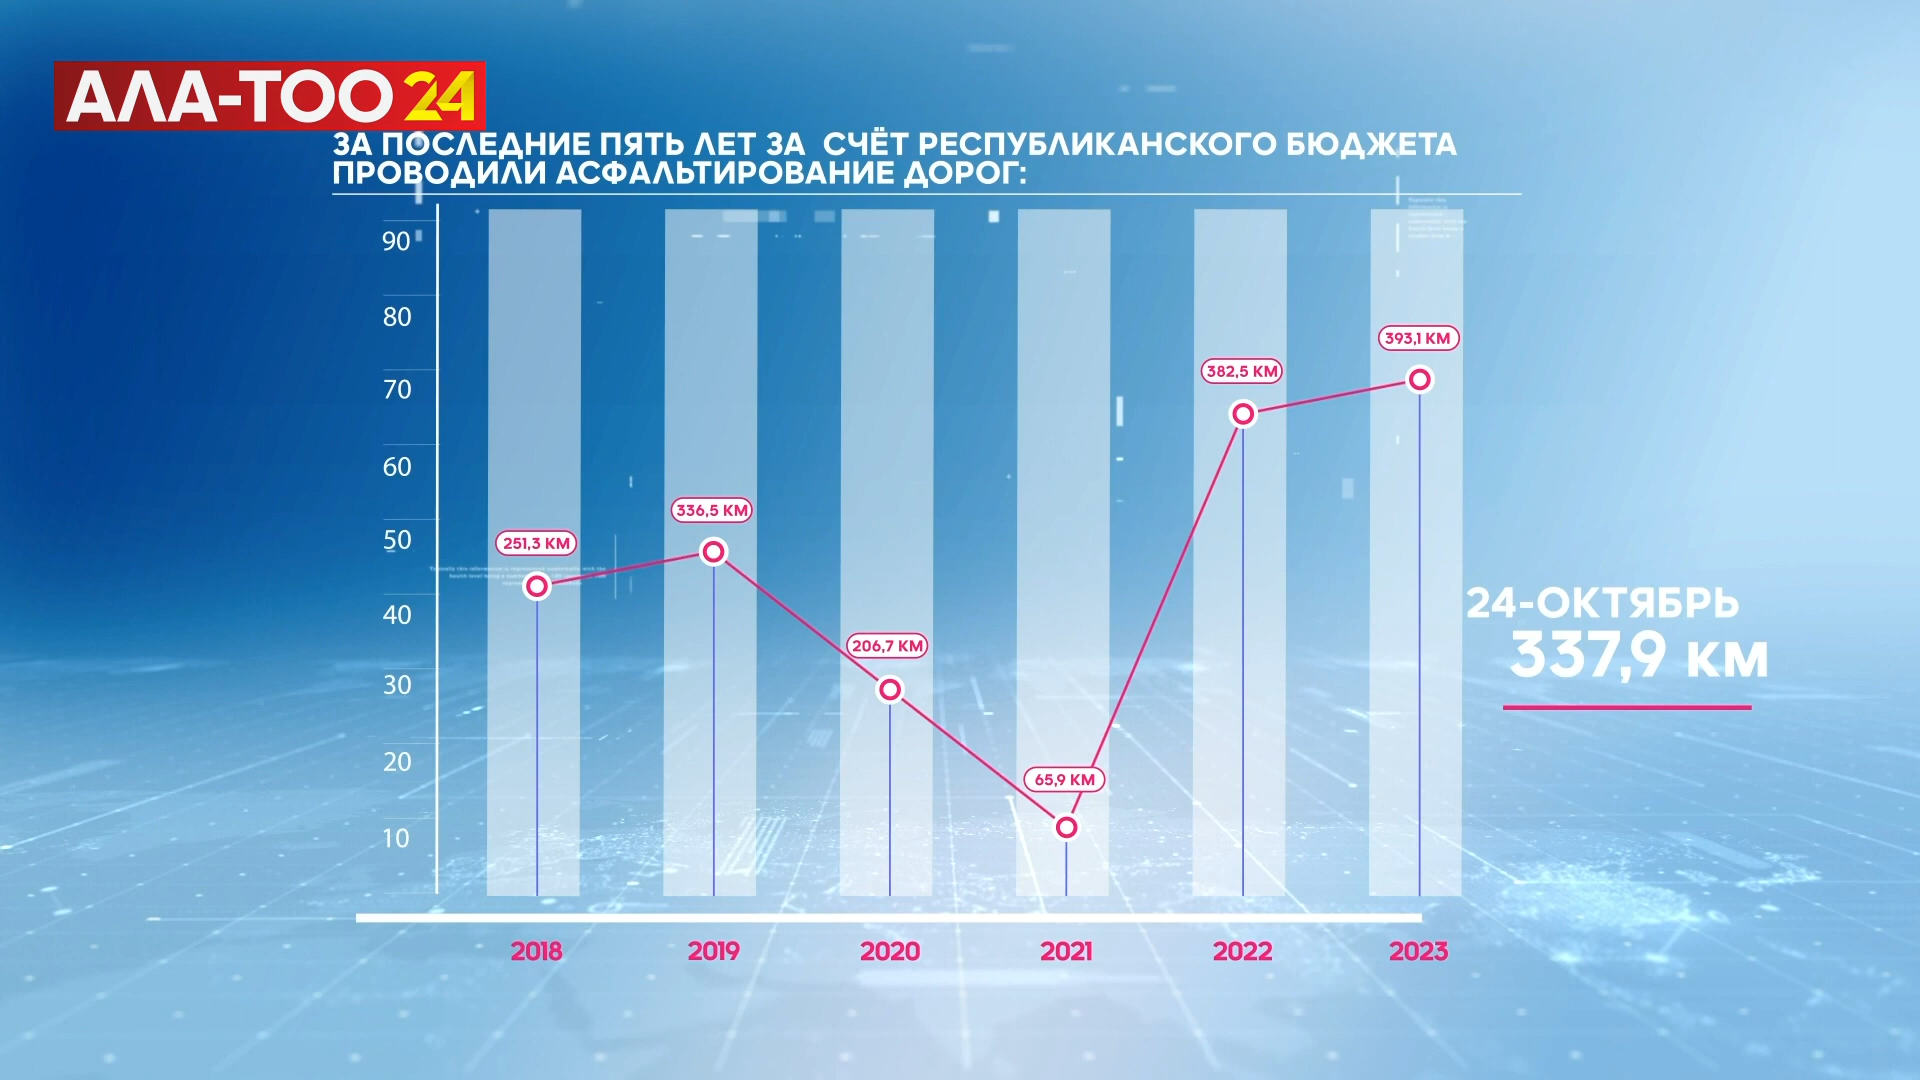 АЛА-ТОО 24
ЗА ПОСЛЕДНИЕ ПЯТЬ ЛЕТ ЗА СЧЁТ РЕСПУБЛИКАНСКОГО БЮДЖЕТА
ПРОВОДИЛИ АСФАЛЬТИРОВАНИЕ ДОРОГ:
90
80
70
60
50
40
30
20
10
251,3 КМ
336,5 КМ
206,7 КМ
65,9 КМ
382,5 КМ
393,1 КМ
24-ОКТЯБРЬ
337,9 КМ
2018
2019
2020
2021
2022
2023